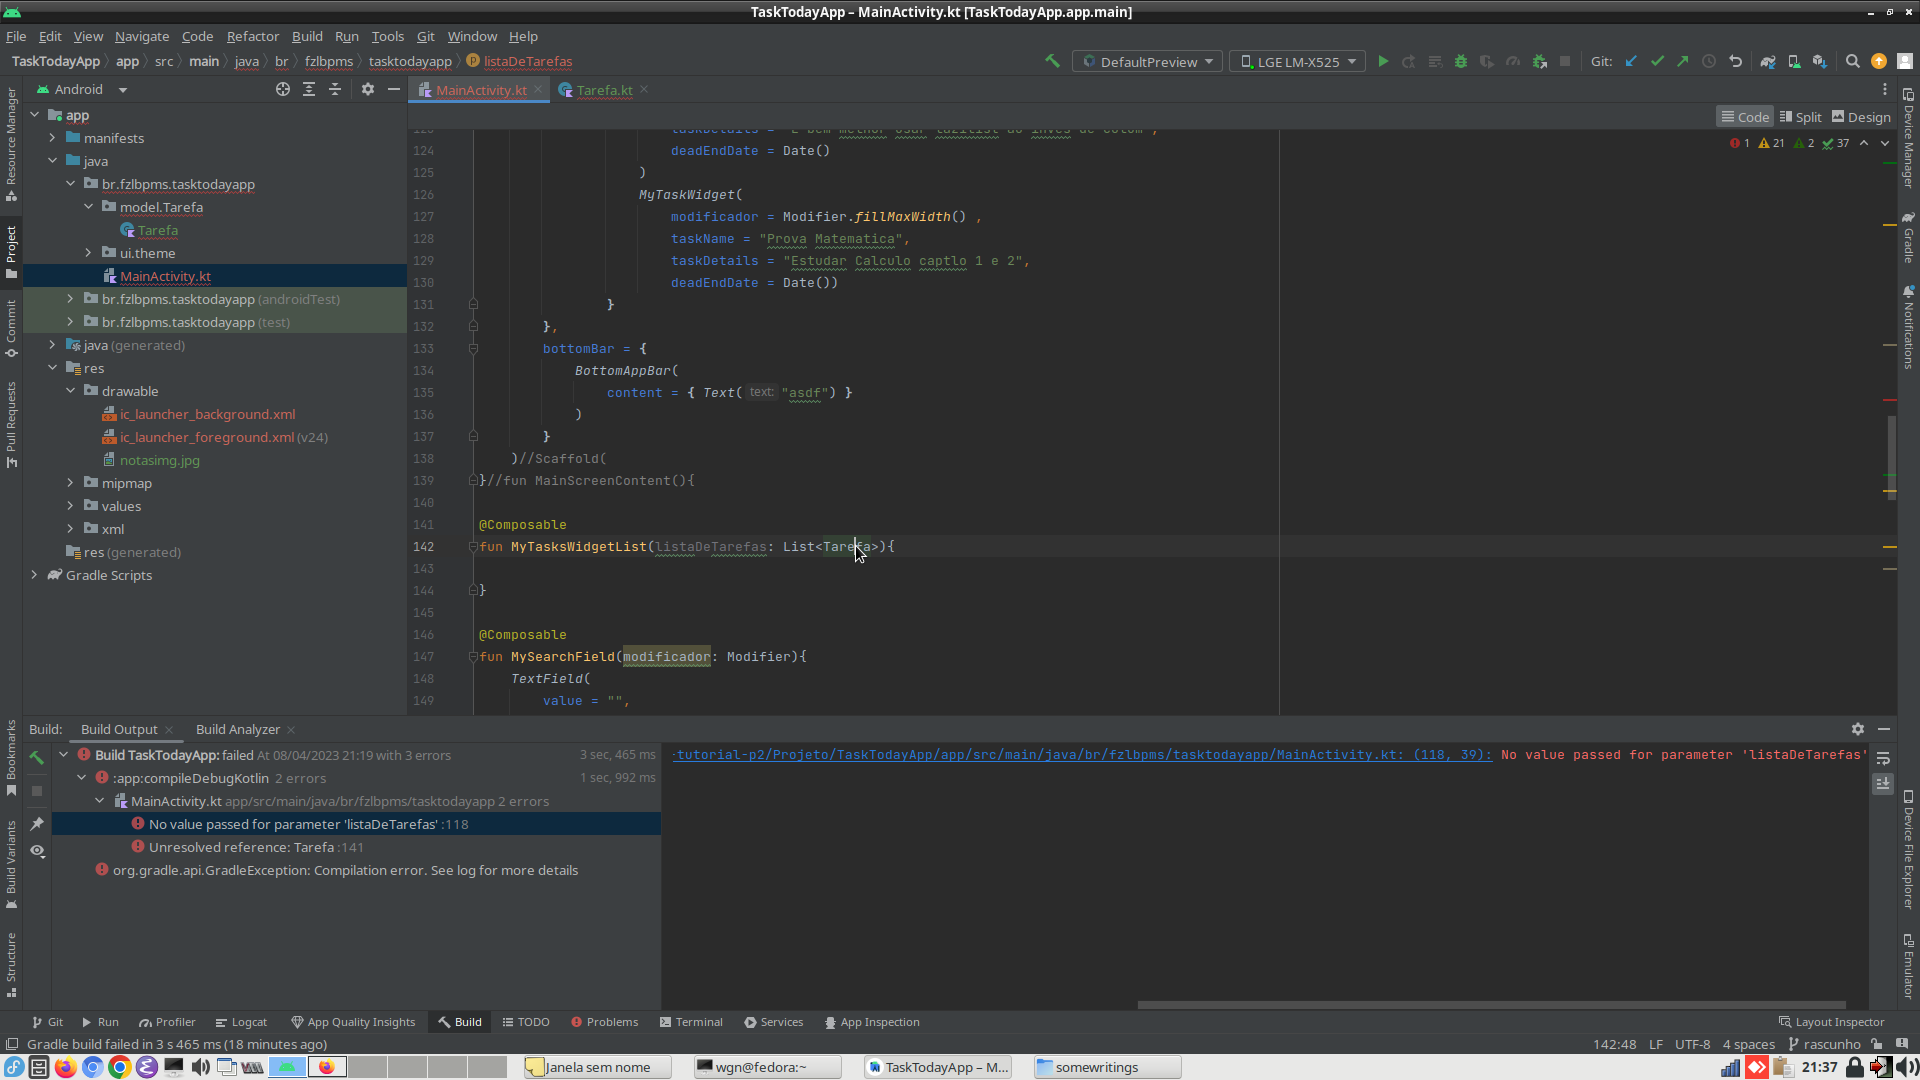 TaskTodayApp – MainActivity.kt [TaskTodayApp.app.main]
File Edit View Navigate Code Refactor Build Run Tools Git Window Help
TaskTodayApp app src main java br fzlbpms tasktodayapp listaDeTarefas
DefaultPreview LGE LM-X525 Git:
Android
MainActivity.kt Tarefa.kt
Code Split Design
1 21 2 37
app
manifests
java
br.fzlbpms.tasktodayapp
model.Tarefa
Tarefa
ui.theme
MainActivity.kt
br.fzlbpms.tasktodayapp (androidTest)
br.fzlbpms.tasktodayapp (test)
java (generated)
res
drawable
ic_launcher_background.xml
ic_launcher_foreground.xml (v24)
notasimg.jpg
mipmap
values
xml
res (generated)
Gradle Scripts
124 deadEndDate = Date()
125 )
126 MyTaskWidget(
127 modificador = Modifier.fillMaxWidth() ,
128 taskName = "Prova Matematica",
129 taskDetails = "Estudar Calculo captlo 1 e 2",
130 deadEndDate = Date())
131 }
132 },
133 bottomBar = {
134 BottomAppBar(
135 content = { Text( text: "asdf") }
136 )
137 }
138 )//Scaffold(
139 }//fun MainScreenContent(){
140
141 @Composable
142 fun MyTasksWidgetList(listaDeTarefas: List<Tarefa>){
143
144 }
145
146 @Composable
147 fun MySearchField(modificador: Modifier){
148 TextField(
149 value = "",
Resource Manager
Project
Commit
Pull Requests
Bookmarks
Build Variants
Structure
Device Manager
Gradle
Notifications
Device File Explorer
Emulator
Build: Build Output Build Analyzer
Build TaskTodayApp: failed At 08/04/2023 21:19 with 3 errors 3 sec, 465 ms
:app:compileDebugKotlin 2 errors 1 sec, 992 ms
MainActivity.kt app/src/main/java/br/fzlbpms/tasktodayapp 2 errors
No value passed for parameter 'listaDeTarefas' :118
Unresolved reference: Tarefa :141
org.gradle.api.GradleException: Compilation error. See log for more details
-tutorial-p2/Projeto/TaskTodayApp/app/src/main/java/br/fzlbpms/tasktodayapp/MainActivity.kt: (118, 39): No value passed for parameter 'listaDeTarefas'
Git Run Profiler Logcat App Quality Insights Build TODO Problems Terminal Services App Inspection Layout Inspector
Gradle build failed in 3 s 465 ms (18 minutes ago) 142:48 LF UTF-8 4 spaces rascunho
Janela sem nome wgn@fedora:~ TaskTodayApp – M... somewritings 21:37